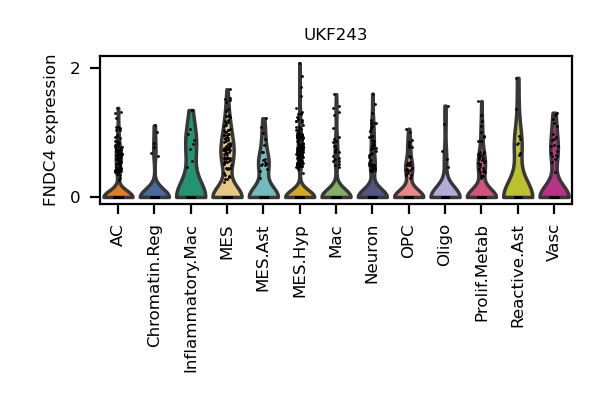 UKF243
FNDC4 expression
2
0
AC
Chromatin.Reg
Inflammatory.Mac
MES
MES.Ast
MES.Hyp
Mac
Neuron
OPC
Oligo
Prolif.Metab
Reactive.Ast
Vasc